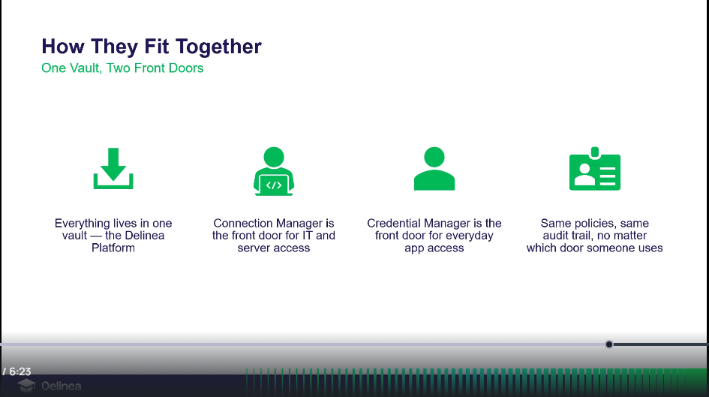 How They Fit Together
One Vault, Two Front Doors
Everything lives in one
vault — the Delinea
Platform
Connection Manager is
the front door for IT and
server access
Credential Manager is the
front door for everyday
app access
Same policies, same
audit trail, no matter
which door someone uses
</>
/ 6:23
Delinea